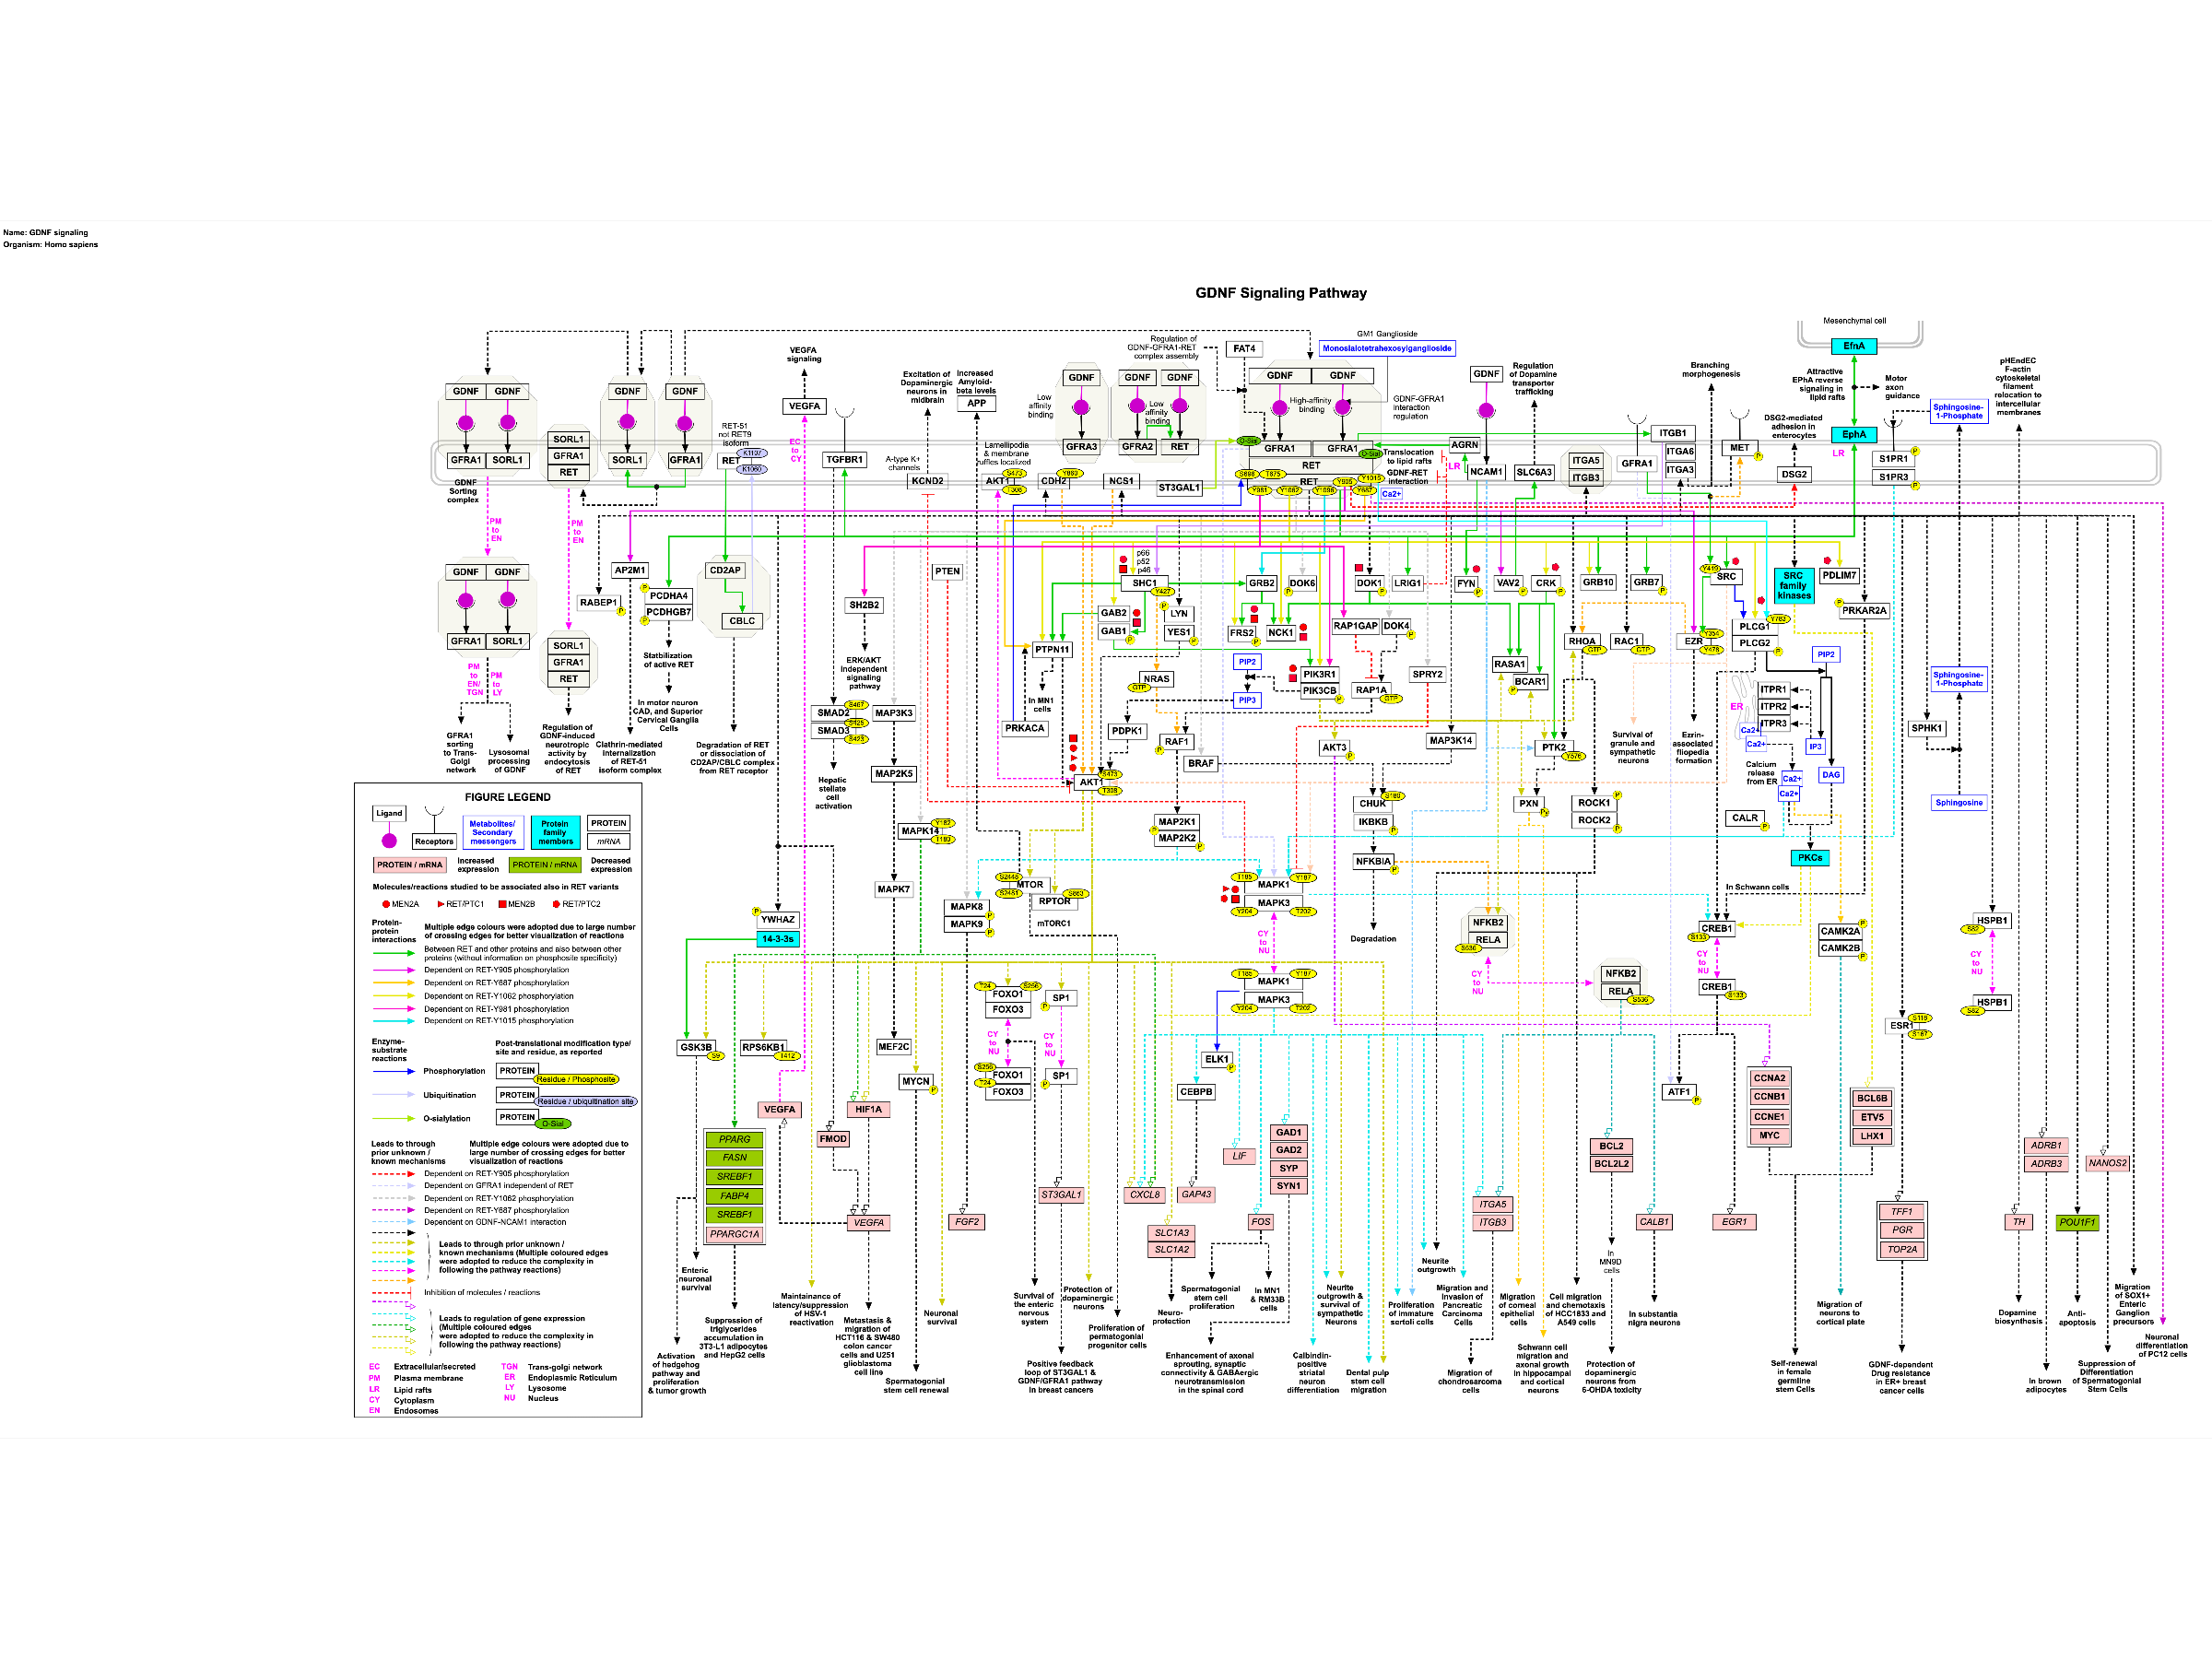 Name: GDNF signaling
Organism: Homo sapiens
GDNF Signaling Pathway
Mesenchymal cell
EfnA
EphA
LR
Attractive
EPhA reverse
signaling in
lipid rafts
Motor
axon
guidance
pHEndEC
F-actin
cytoskeletal
filament
relocation to
intercellular
membranes
Sphingosine-
1-Phosphate
S1PR1
S1PR3
DSG2-mediated
adhesion in
enterocytes
DSG2
Branching
morphogenesis
MET
ITGB1
ITGA6
ITGA3
GFRA1
ITGA5
ITGB3
Regulation
of Dopamine
transporter
trafficking
SLC6A3
GDNF
NCAM1
AGRN
LR
Translocation
to lipid rafts
GDNF-RET
interaction
Ca2+
GM1 Ganglioside
Monosialotetrahexosylganglioside
GDNF-GFRA1
Interaction
rogulation
High-affinity
binding
GDNF
GDNF
GFRA1
GFRA1
RET
RET
O-Sial
O-Sial
FAT4
Regulation of
GDNF-GFRA1-RET
complex assembly
GDNF
GDNF
GDNF
Low
affinity
binding
Low
affinity
binding
GFRA3
GFRA2
RET
ST3GAL1
NCS1
CDH2
AKT1
Lamellipodia
& membrane
ruffles localized
Increased
Amyloid-
beta levels
APP
Excitation of
Dopaminergic
neurons in
midbrain
A-type K+
channels
KCND2
TGFBR1
VEGFA
signaling
VEGFA
EC
to
CY
RET-51
not RET9
isoform
RET
K1107
K1060
GDNF
GDNF
GFRA1
SORL1
GDNF
Sorting
complex
SORL1
GFRA1
RET
GDNF
GDNF
SORL1
GFRA1
PM
to
EN
PM
to
EN
GDNF
GDNF
GFRA1
SORL1
SORL1
GFRA1
RET
PM
to
EN/
TGN
PM
to
LY
GFRA1
sorting
to Trans-
Golgi
network
Lysosomal
processing
of GDNF
Regulation of
GDNF-induced
neurotropic
activity by
endocytosis
of RET
RABEP1
AP2M1
Clathrin-mediated
Internalization
of RET-51
isoform complex
PCDHA4
PCDHGB7
Statbilization
of active RET
In motor neuron
CAD, and Superior
Cervical Ganglia
Cells
CD2AP
CBLC
Degradation of RET
or dissociation of
CD2AP/CBLC complex
from RET receptor
SH2B2
ERK/AKT
Independent
signaling
pathway
SMAD2
SMAD3
S467
S425
S423
Hepatic
stellate
cell
activation
MAP3K3
MAP2K5
MAPK7
MEF2C
PTEN
PRKACA
In MN1
cells
PTPN11
p66
p52
p46
SHC1
Y427
GAB2
GAB1
LYN
YES1
NRAS
GTP
PDPK1
RAF1
BRAF
AKT1
S473
T308
GRB2
DOK6
DOK1
LRIG1
FYN
VAV2
CRK
GRB10
GRB7
SRC
Y419
SRC
family
kinases
PDLIM7
PRKAR2A
FRS2
NCK1
RAP1GAP
DOK4
RASA1
BCAR1
RHOA
GTP
RAC1
GTP
EZR
Y354
Y478
PLCG1
PLCG2
Y783
PIP2
PIP3
PIK3R1
PIK3CB
RAP1A
GTP
SPRY2
MAP3K14
AKT3
PTK2
Y576
Survival of
granule and
sympathetic
neurons
Ezrin-
associated
fliopedia
formation
PIP2
ITPR1
ITPR2
ITPR3
ER
Ca2+
Ca2+
IP3
DAG
Calcium
release
from ER
Ca2+
Ca2+
SPHK1
Sphingosine-
1-Phosphate
Sphingosine
CALR
PKCs
In Schwann cells
CHUK
S180
IKBKB
NFKBIA
Degradation
PXN
ROCK1
ROCK2
MAP2K1
MAP2K2
MAPK14
Y182
T180
MAPK8
MAPK9
MTOR
RPTOR
S2448
S2481
S863
mTORC1
MAPK1
MAPK3
T185
Y187
Y204
T202
CY
to
NU
MAPK1
MAPK3
T185
Y187
Y204
T202
NFKB2
RELA
S536
CY
to
NU
NFKB2
RELA
S536
CREB1
S133
CY
to
NU
CREB1
S133
CAMK2A
CAMK2B
HSPB1
S82
CY
to
NU
HSPB1
S82
ESR1
S118
S167
YWHAZ
14-3-3s
GSK3B
S9
RPS6KB1
T412
FOXO1
FOXO3
T24
S256
CY
to
NU
FOXO1
FOXO3
S256
T24
SP1
CY
to
NU
SP1
MYCN
ELK1
CEBPB
ATF1
VEGFA
HIF1A
FMOD
VEGFA
PPARG
FASN
SREBF1
FABP4
SREBF1
PPARGC1A
FGF2
ST3GAL1
CXCL8
GAP43
LIF
GAD1
GAD2
SYP
SYN1
SLC1A3
SLC1A2
FOS
ITGA5
ITGB3
BCL2
BCL2L2
CALB1
EGR1
CCNA2
CCNB1
CCNE1
MYC
BCL6B
ETV5
LHX1
TFF1
PGR
TOP2A
TH
ADRB1
ADRB3
POU1F1
NANOS2
Enteric
neuronal
survival
Activation
of hedgehog
pathway and
proliferation
& tumor growth
Suppression of
triglycerides
accumulation in
3T3-L1 adipocytes
and HepG2 cells
Maintainance of
latency/suppression
of HSV-1
reactivation
Metastasis &
migration of
HCT116 & SW480
colon cancer
cells and U251
glioblastoma
cell line
Neuronal
survival
Spermatogonial
stem cell renewal
Survival of
the enteric
nervous
system
Protection of
dopaminergic
neurons
Proliferation of
permatogonial
progenitor cells
Positive feedback
loop of ST3GAL1 &
GDNF/GFRA1 pathway
In breast cancers
Neuro-
protection
Spermatogonial
stem cell
proliferation
In MN1
& RM33B
cells
Enhancement of axonal
sprouting, synaptic
connectivity & GABAergic
neurotransmission
in the spinal cord
Neurite
outgrowth &
survival of
sympathetic
Neurons
Calbindin-
positive
striatal
neuron
differentiation
Dental pulp
stem cell
migration
Proliferation
of immature
sertoli cells
Neurite
outgrowth
Migration and
Invasion of
Pancreatic
Carcinoma
Cells
Migration of
chondrosarcoma
cells
Migration
of corneal
epithelial
cells
Schwann cell
migration and
axonal growth
in hippocampal
and cortical
neurons
Cell migration
and chemotaxis
of HCC1833 and
A549 cells
In
MN9D
cells
Protection of
dopaminergic
neurons from
6-OHDA toxicity
In substantia
nigra neurons
Self-renewal
in female
germline
stem Cells
Migration of
neurons to
cortical plate
GDNF-dependent
Drug resistance
in ER+ breast
cancer cells
Dopamine
biosynthesis
In brown
adipocytes
Anti-
apoptosis
Suppression of
Differentiation
of Spermatogonial
Stem Cells
Migration
of SOX1+
Enteric
Ganglion
precursors
Neuronal
differentiation
of PC12 cells
FIGURE LEGEND
Ligand
Receptors
Metabolites/
Secondary
messengers
Protein
family
members
PROTEIN
mRNA
PROTEIN / mRNA
Increased
expression
PROTEIN / mRNA
Decreased
expression
Molecules/reactions studied to be associated also in RET variants
MEN2A
RET/PTC1
MEN2B
RET/PTC2
Protein-
protein
interactions
Multiple edge colours were adopted due to large number
of crossing edges for better visualization of reactions
Between RET and other proteins and also between other
proteins (without information on phosphosite specificity)
Dependent on RET-Y905 phosphorylation
Dependent on RET-Y687 phosphorylation
Dependent on RET-Y1062 phosphorylation
Dependent on RET-Y981 phosphorylation
Dependent on RET-Y1015 phosphorylation
Enzyme-
substrate
reactions
Post-translational modification type/
site and residue, as reported
Phosphorylation
PROTEIN
Residue / Phosphosite
Ubiquitination
PROTEIN
Residue / ubiquitination site
O-sialylation
PROTEIN
O-Sial
Leads to through
prior unknown /
known mechanisms
Multiple edge colours were adopted due to
large number of crossing edges for better
visualization of reactions
Dependent on RET-Y905 phosphorylation
Dependent on GFRA1 independent of RET
Dependent on RET-Y1062 phosphorylation
Dependent on RET-Y687 phosphorylation
Dependent on GDNF-NCAM1 interaction
Leads to through prior unknown /
known mechanisms (Multiple coloured edges
were adopted to reduce the complexity in
following the pathway reactions)
Inhibition of molecules / reactions
Leads to regulation of gene expression
(Multiple coloured edges
were adopted to reduce the complexity in
following the pathway reactions)
EC Extracellular/secreted
PM Plasma membrane
LR Lipid rafts
CY Cytoplasm
EN Endosomes
TGN Trans-golgi network
ER Endoplasmic Reticulum
LY Lysosome
NU Nucleus